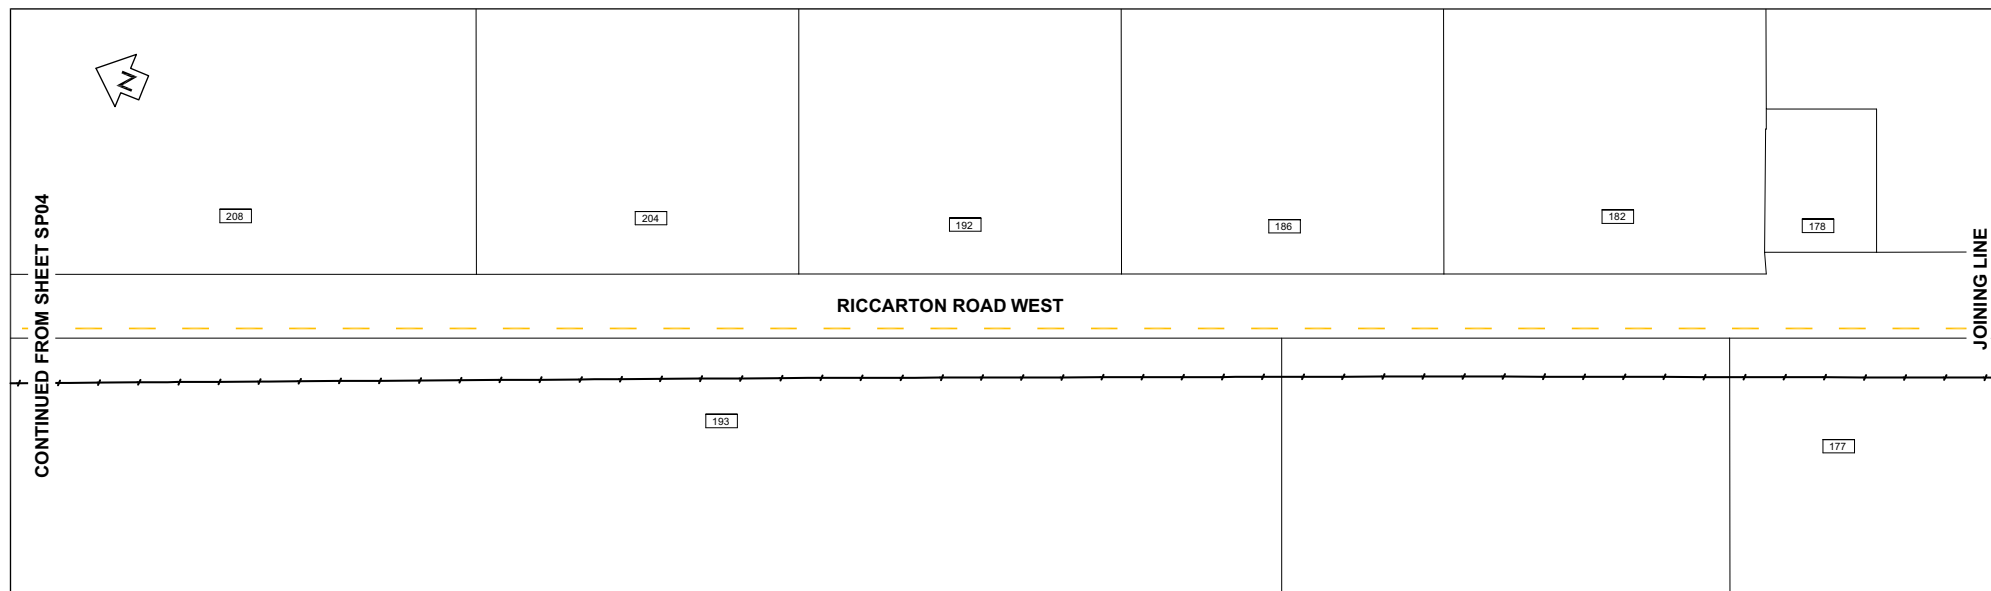 N
CONTINUED FROM SHEET SP04
208
204
192
186
182
178
JOINING LINE
RICCARTON ROAD WEST
193
177